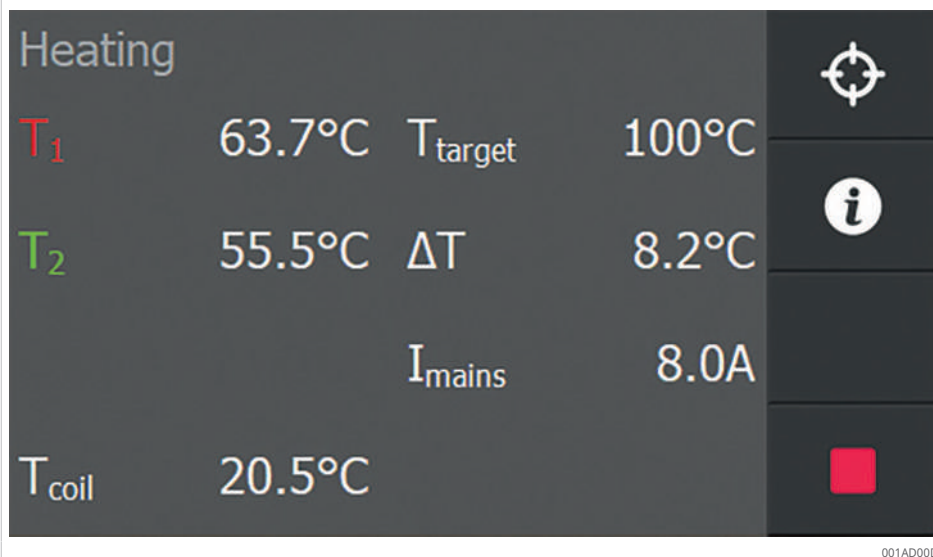 Heating
T1 63.7°C Ttarget 100°C
T2 55.5°C ΔT 8.2°C
Imains 8.0A
Tcoil 20.5°C
i